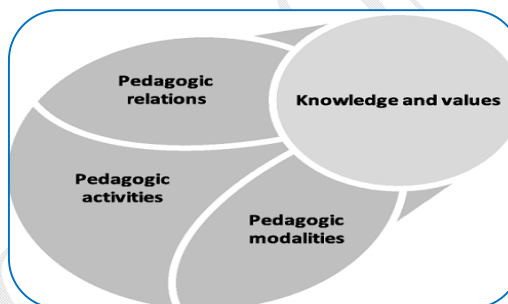 Pedagogic
relations
Knowledge and values
Pedagogic
activities
Pedagogic
modalities